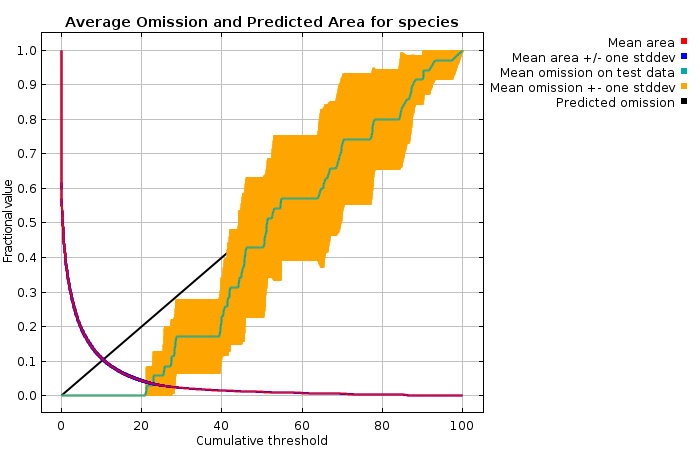 Average Omission and Predicted Area for species
Mean area
Mean area +/- one stddev
Mean omission on test data
Mean omission +- one stddev
Predicted omission
Fractional value
1.0
0.9
0.8
0.7
0.6
0.5
0.4
0.3
0.2
0.1
0.0
0 20 40 60 80 100
Cumulative threshold